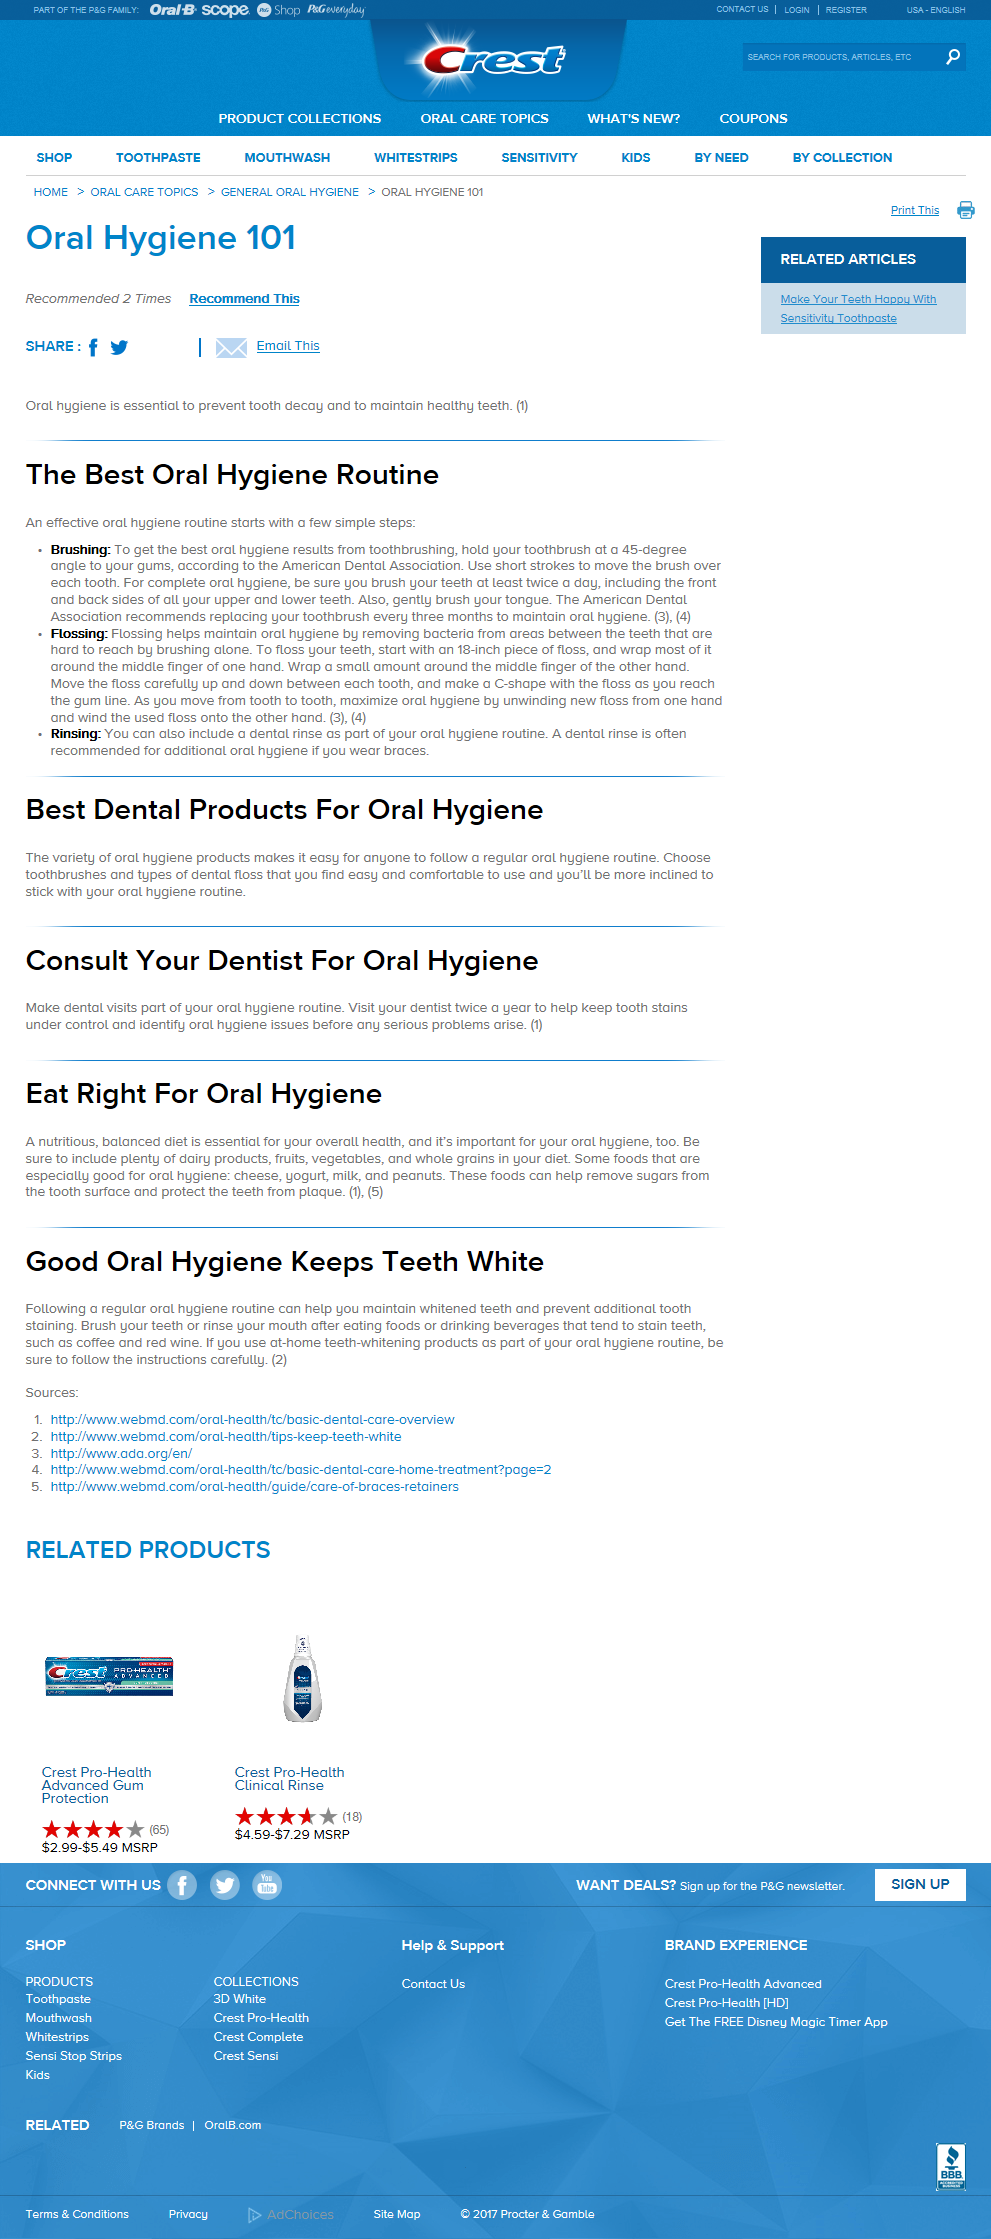 PART OF THE P&G FAMILY: Oral-B scope. P&G Shop P&G everyday
CONTACT US | LOGIN | REGISTER USA - ENGLISH
Crest
SEARCH FOR PRODUCTS, ARTICLES, ETC
PRODUCT COLLECTIONS ORAL CARE TOPICS WHAT'S NEW? COUPONS
SHOP TOOTHPASTE MOUTHWASH WHITESTRIPS SENSITIVITY KIDS BY NEED BY COLLECTION
HOME > ORAL CARE TOPICS > GENERAL ORAL HYGIENE > ORAL HYGIENE 101
Print This
Oral Hygiene 101
RELATED ARTICLES
Make Your Teeth Happy With
Sensitivity Toothpaste
Recommended 2 Times Recommend This
SHARE : | Email This
Oral hygiene is essential to prevent tooth decay and to maintain healthy teeth. (1)
The Best Oral Hygiene Routine
An effective oral hygiene routine starts with a few simple steps:
• Brushing: To get the best oral hygiene results from toothbrushing, hold your toothbrush at a 45-degree
angle to your gums, according to the American Dental Association. Use short strokes to move the brush over
each tooth. For complete oral hygiene, be sure you brush your teeth at least twice a day, including the front
and back sides of all your upper and lower teeth. Also, gently brush your tongue. The American Dental
Association recommends replacing your toothbrush every three months to maintain oral hygiene. (3), (4)
• Flossing: Flossing helps maintain oral hygiene by removing bacteria from areas between the teeth that are
hard to reach by brushing alone. To floss your teeth, start with an 18-inch piece of floss, and wrap most of it
around the middle finger of one hand. Wrap a small amount around the middle finger of the other hand.
Move the floss carefully up and down between each tooth, and make a C-shape with the floss as you reach
the gum line. As you move from tooth to tooth, maximize oral hygiene by unwinding new floss from one hand
and wind the used floss onto the other hand. (3), (4)
• Rinsing: You can also include a dental rinse as part of your oral hygiene routine. A dental rinse is often
recommended for additional oral hygiene if you wear braces.
Best Dental Products For Oral Hygiene
The variety of oral hygiene products makes it easy for anyone to follow a regular oral hygiene routine. Choose
toothbrushes and types of dental floss that you find easy and comfortable to use and you'll be more inclined to
stick with your oral hygiene routine.
Consult Your Dentist For Oral Hygiene
Make dental visits part of your oral hygiene routine. Visit your dentist twice a year to help keep tooth stains
under control and identify oral hygiene issues before any serious problems arise. (1)
Eat Right For Oral Hygiene
A nutritious, balanced diet is essential for your overall health, and it's important for your oral hygiene, too. Be
sure to include plenty of dairy products, fruits, vegetables, and whole grains in your diet. Some foods that are
especially good for oral hygiene: cheese, yogurt, milk, and peanuts. These foods can help remove sugars from
the tooth surface and protect the teeth from plaque. (1), (5)
Good Oral Hygiene Keeps Teeth White
Following a regular oral hygiene routine can help you maintain whitened teeth and prevent additional tooth
staining. Brush your teeth or rinse your mouth after eating foods or drinking beverages that tend to stain teeth,
such as coffee and red wine. If you use at-home teeth-whitening products as part of your oral hygiene routine, be
sure to follow the instructions carefully. (2)
Sources:
1. http://www.webmd.com/oral-health/tc/basic-dental-care-overview
2. http://www.webmd.com/oral-health/tips-keep-teeth-white
3. http://www.ada.org/en/
4. http://www.webmd.com/oral-health/tc/basic-dental-care-home-treatment?page=2
5. http://www.webmd.com/oral-health/guide/care-of-braces-retainers
RELATED PRODUCTS
Crest PRO-HEALTH
ADVANCED
Crest Pro-Health
Advanced Gum
Protection
(65)
$2.99-$5.49 MSRP
Crest Pro-Health
Clinical Rinse
(18)
$4.59-$7.29 MSRP
CONNECT WITH US You Tube WANT DEALS? Sign up for the P&G newsletter. SIGN UP
SHOP
PRODUCTS
Toothpaste
Mouthwash
Whitestrips
Sensi Stop Strips
Kids
COLLECTIONS
3D White
Crest Pro-Health
Crest Complete
Crest Sensi
Help & Support
Contact Us
BRAND EXPERIENCE
Crest Pro-Health Advanced
Crest Pro-Health [HD]
Get The FREE Disney Magic Timer App
RELATED P&G Brands | OralB.com
BBB
Terms & Conditions Privacy AdChoices Site Map © 2017 Procter & Gamble